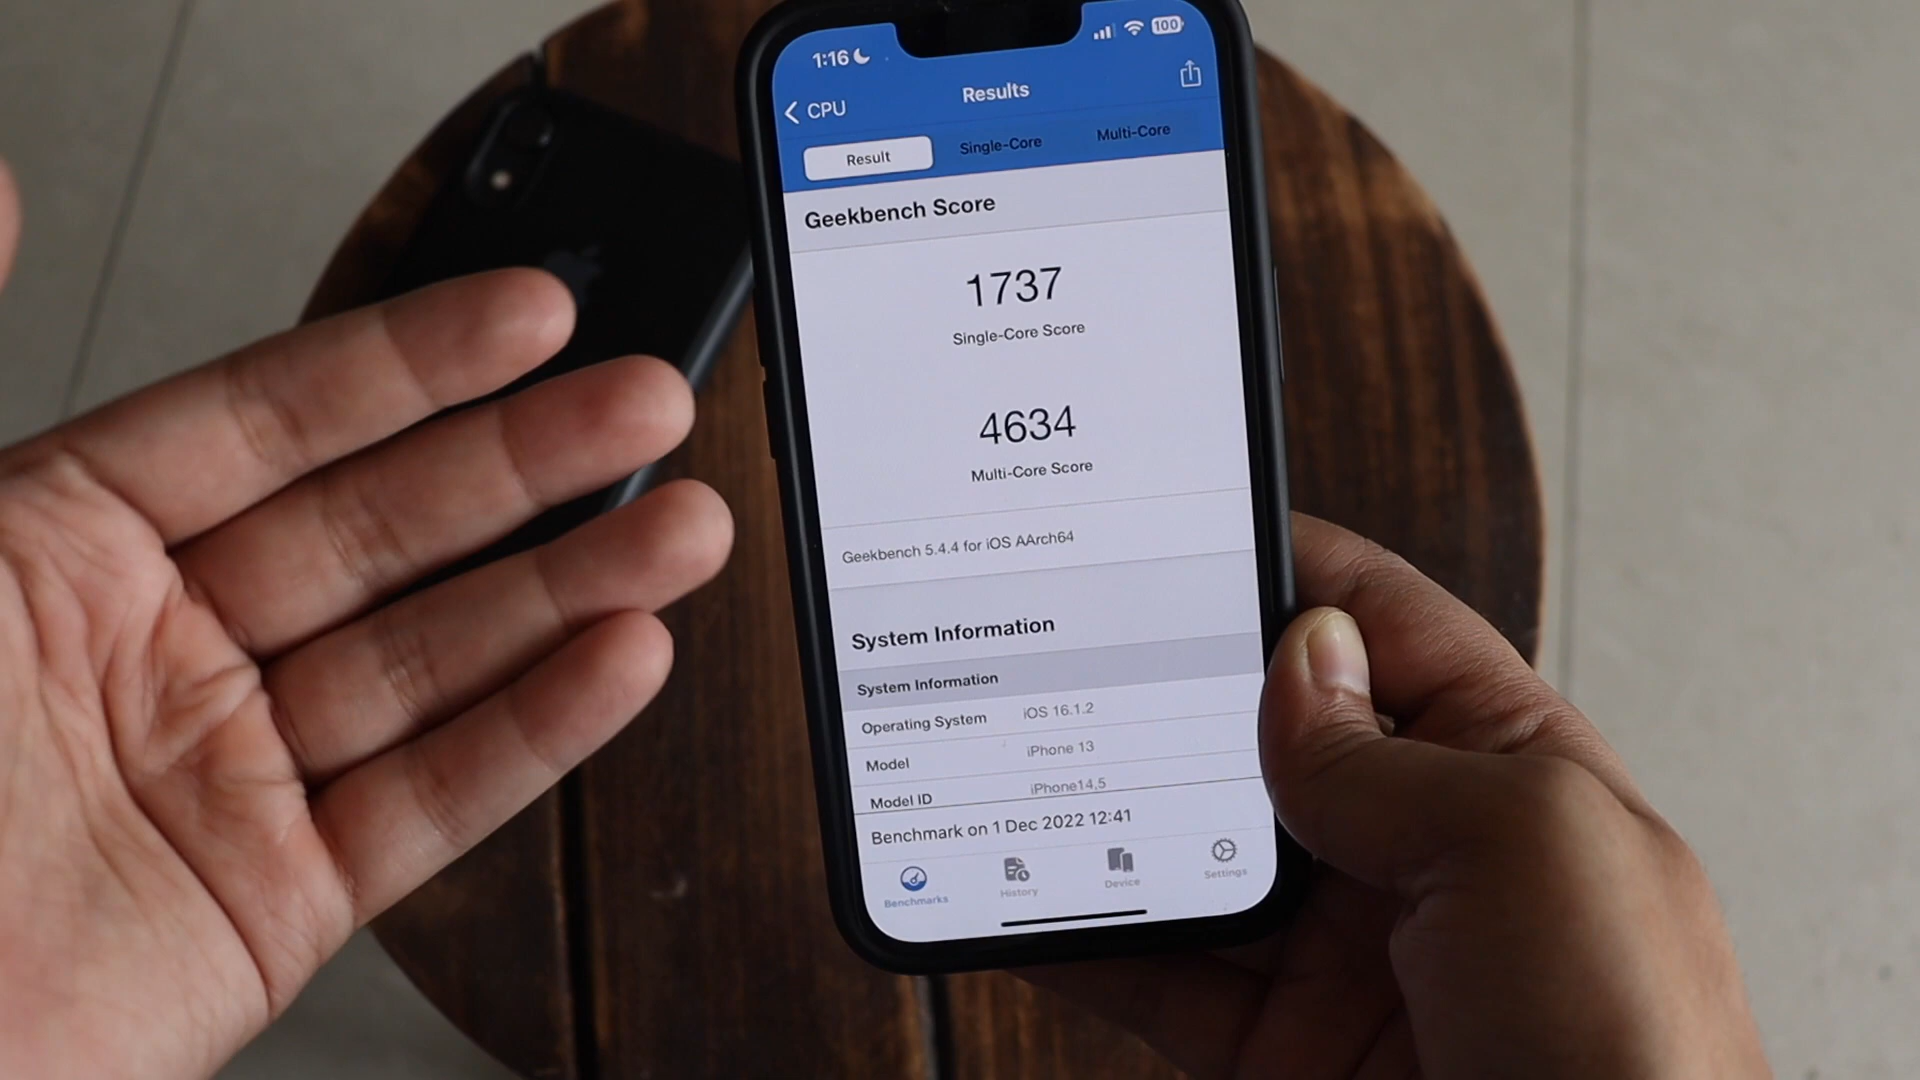 1:16
100
CPU
Results
Result
Single-Core
Multi-Core
Geekbench Score
1737
Single-Core Score
4634
Multi-Core Score
Geekbench 5.4.4 for iOS AArch64
System Information
System Information
Operating System iOS 16.1.2
Model iPhone 13
Model ID iPhone14,5
Benchmark on 1 Dec 2022 12:41
Benchmarks
History
Device
Settings